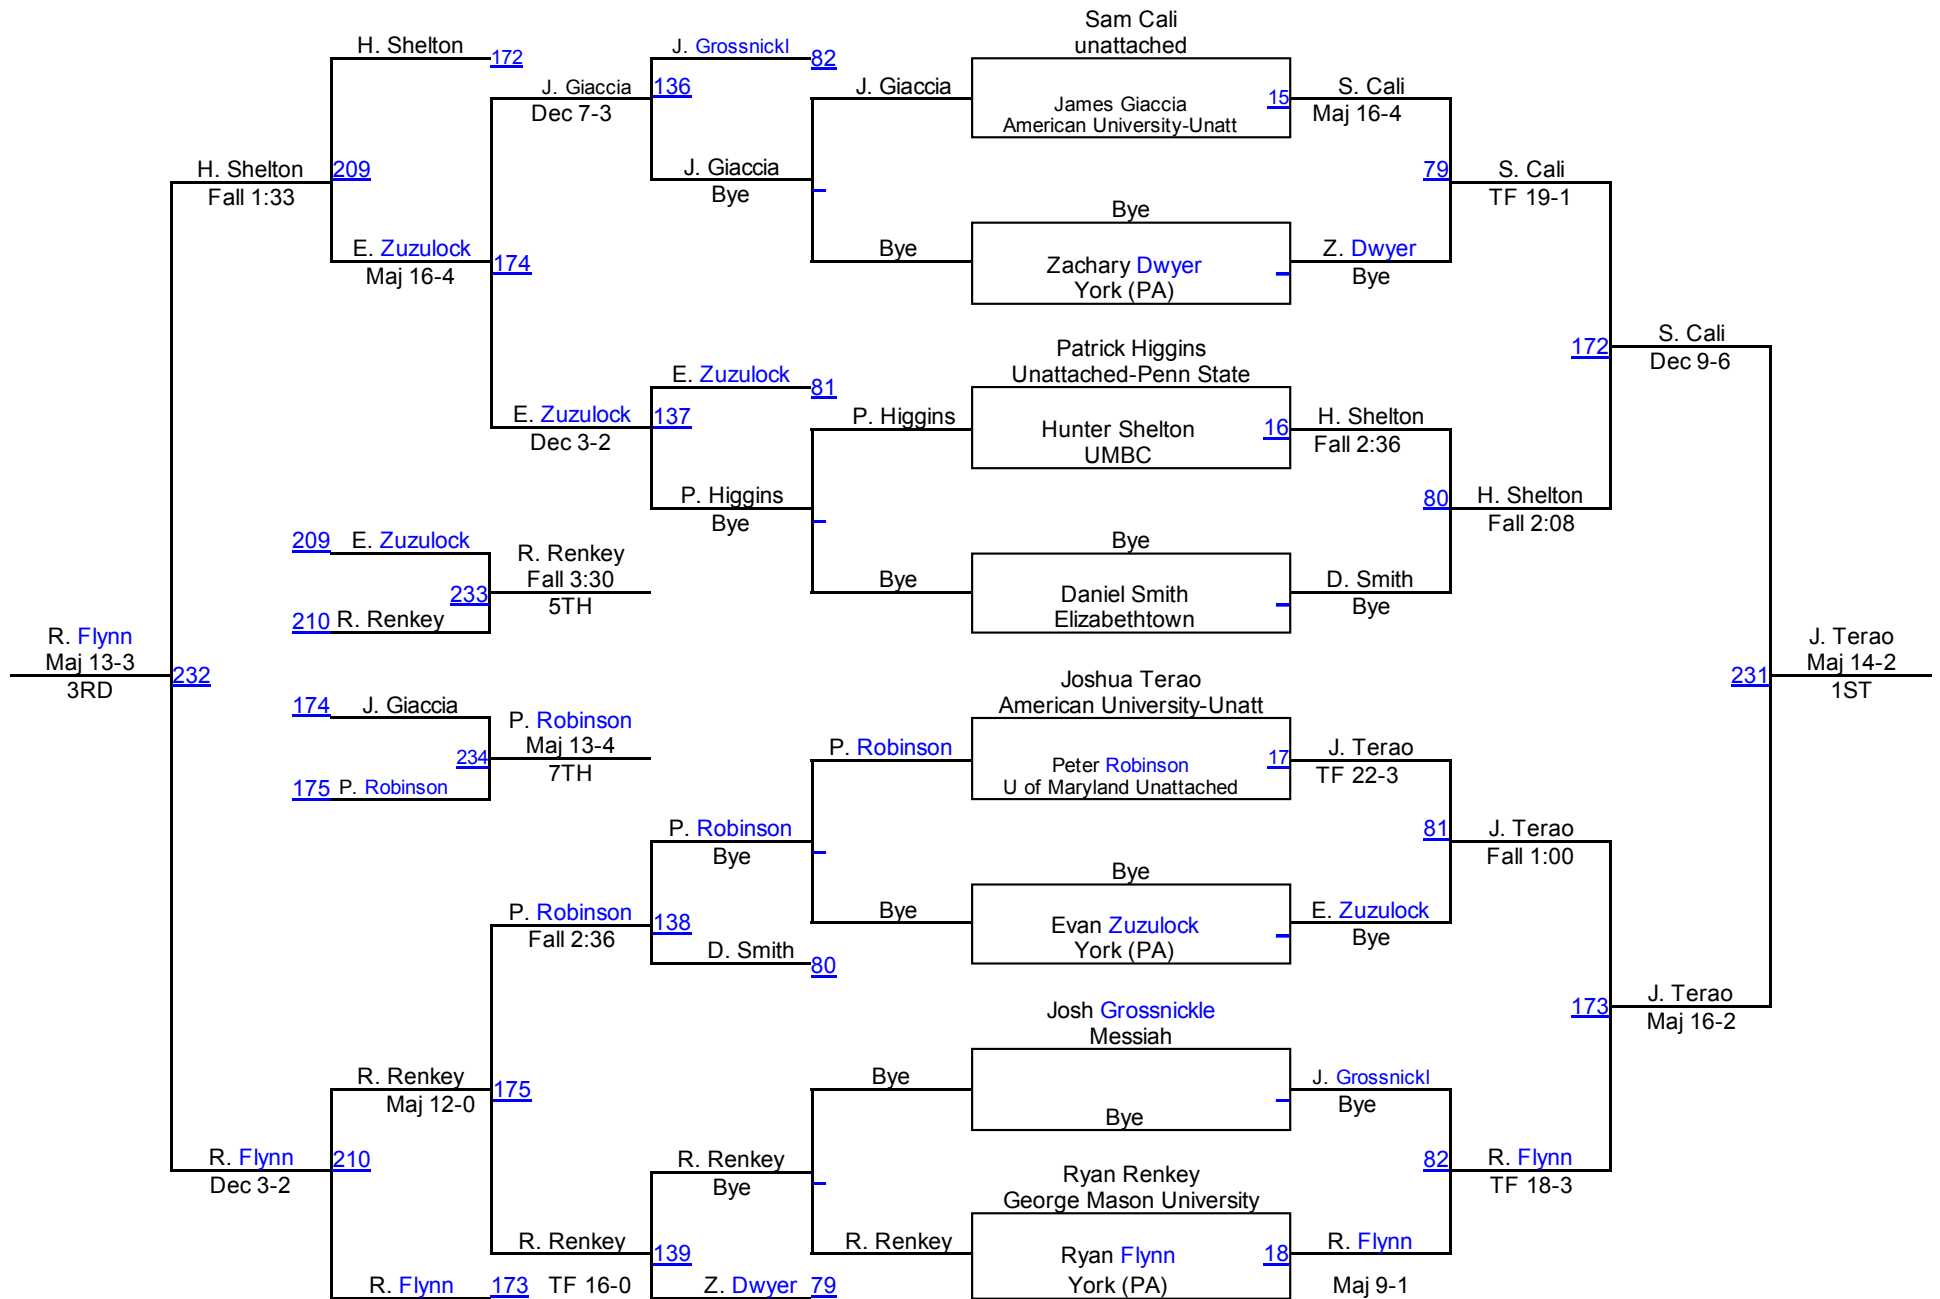 Sam Cali
unattached
H. Shelton
172
J. Grossnickl
82
J. Giaccia
136
Dec 7-3
J. Giaccia
James Giaccia
American University-Unatt
15
S. Cali
Maj 16-4
H. Shelton
209
Fall 1:33
J. Giaccia
Bye
79
S. Cali
TF 19-1
Bye
E. Zuzulock
174
Maj 16-4
Bye
Zachary Dwyer
York (PA)
Z. Dwyer
Bye
Patrick Higgins
Unattached-Penn State
172
S. Cali
Dec 9-6
E. Zuzulock
81
E. Zuzulock
137
Dec 3-2
P. Higgins
Hunter Shelton
UMBC
16
H. Shelton
Fall 2:36
P. Higgins
Bye
80
H. Shelton
Fall 2:08
209
E. Zuzulock
R. Renkey
Fall 3:30
233
5TH
210
R. Renkey
Bye
Bye
Daniel Smith
Elizabethtown
D. Smith
Bye
R. Flynn
Maj 13-3
232
3RD
J. Terao
Maj 14-2
231
1ST
174
J. Giaccia
P. Robinson
Maj 13-4
234
7TH
175
P. Robinson
Joshua Terao
American University-Unatt
P. Robinson
Peter Robinson
U of Maryland Unattached
17
J. Terao
TF 22-3
P. Robinson
Bye
81
J. Terao
Fall 1:00
Bye
P. Robinson
138
Fall 2:36
Bye
Evan Zuzulock
York (PA)
E. Zuzulock
Bye
D. Smith
80
Josh Grossnickle
Messiah
173
J. Terao
Maj 16-2
R. Renkey
175
Maj 12-0
Bye
Bye
J. Grossnickl
Bye
R. Flynn
210
Dec 3-2
R. Renkey
Bye
Ryan Renkey
George Mason University
82
R. Flynn
TF 18-3
R. Renkey
139
TF 16-0
R. Renkey
Ryan Flynn
York (PA)
18
R. Flynn
Maj 9-1
R. Flynn
173
Z. Dwyer
79